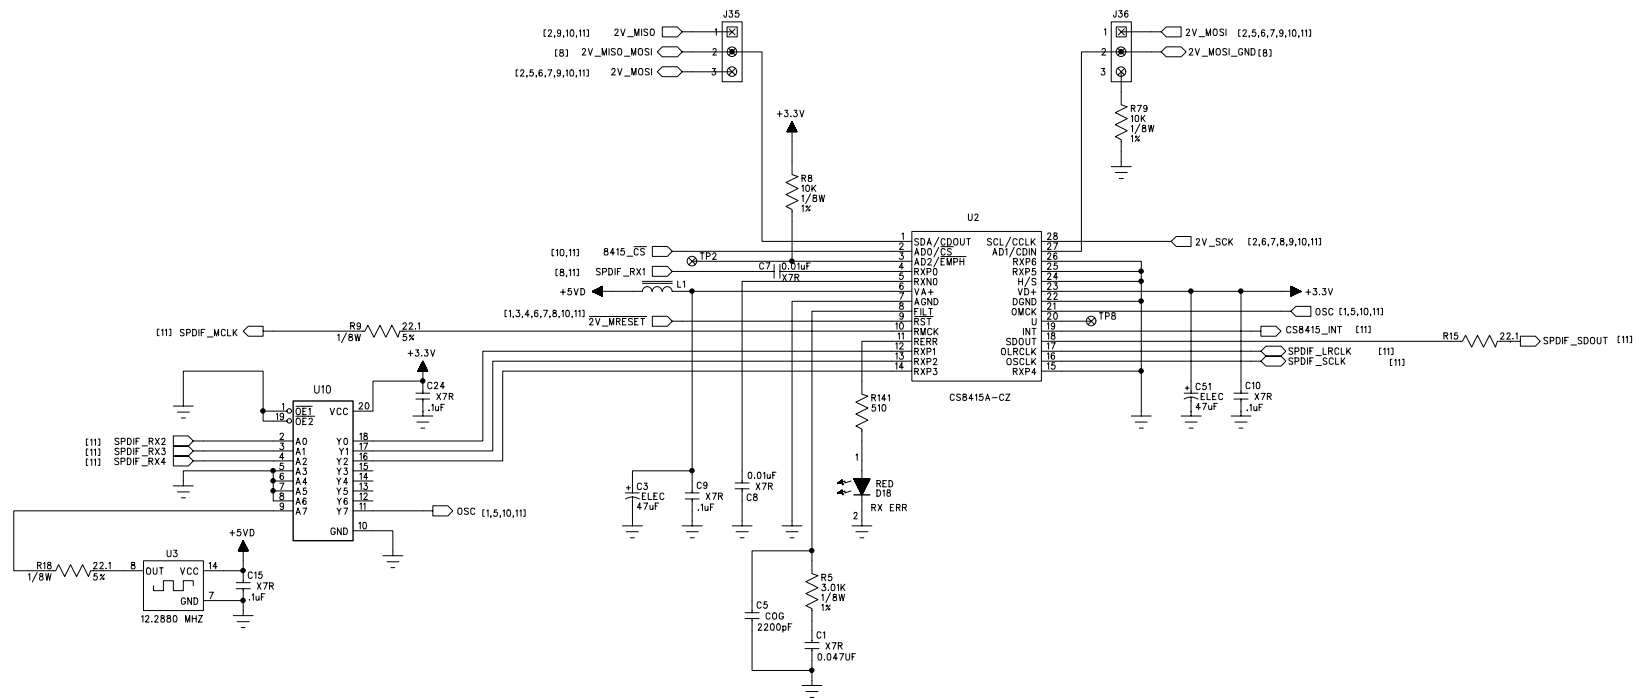 J35
[2,9,10,11] 2V_MISO 1
[8] 2V_MISO_MOSI 2
[2,5,6,7,9,10,11] 2V_MOSI 3
J36
1 2V_MOSI [2,5,6,7,9,10,11]
2 2V_MOSI_GND[8]
3
R79
10K
1/8W
1%
+3.3V
R8
10K
1/8W
1%
U2
1 SDA/CDOUT SCL/CCLK 28
2 AD0/CS AD1/CDIN 27
3 AD2/EMPH RXP6 26
4 RXP0 RXP5 25
5 RXN0 H/S 24
6 VA+ VD+ 23
7 AGND DGND 22
8 FILT OMCK 21
9 RST U 20
10 RMCK INT 19
11 RERR SDOUT 18
12 RXP1 OLRCLK 17
13 RXP2 OSCLK 16
14 RXP3 RXP4 15
CS8415A-CZ
[10,11] 8415_CS
TP2
[8,11] SPDIF_RX1
C7 0.01uF
X7R
+5VD
L1
[1,3,4,6,7,8,10,11]
2V_MRESET
[11] SPDIF_MCLK
R9 22.1
1/8W 5%
2V_SCK [2,6,7,8,9,10,11]
+3.3V
OSC [1,5,10,11]
TP8
CS8415_INT [11]
R15 22.1 SPDIF_SDOUT [11]
SPDIF_LRCLK [11]
SPDIF_SCLK [11]
C51
ELEC
47uF
C10
X7R
.1uF
+3.3V
C24
X7R
.1uF
U10
1 OE1 VCC 20
19 OE2
[11] SPDIF_RX2 2 A0 Y0 18
[11] SPDIF_RX3 3 A1 Y1 17
[11] SPDIF_RX4 4 A2 Y2 16
5 A3 Y3 15
6 A4 Y4 14
7 A5 Y5 13
8 A6 Y6 12
9 A7 Y7 11 OSC [1,5,10,11]
GND 10
R141
510
1
RED
D18
2 RX ERR
C3
ELEC
47uF
C9
X7R
.1uF
0.01uF
X7R
C8
+5VD
U3
R18 22.1
1/8W 5%
8 OUT VCC 14
GND 7
12.2880 MHZ
C15
X7R
.1uF
C5
COG
2200pF
R5
3.01K
1/8W
1%
C1
X7R
0.047UF